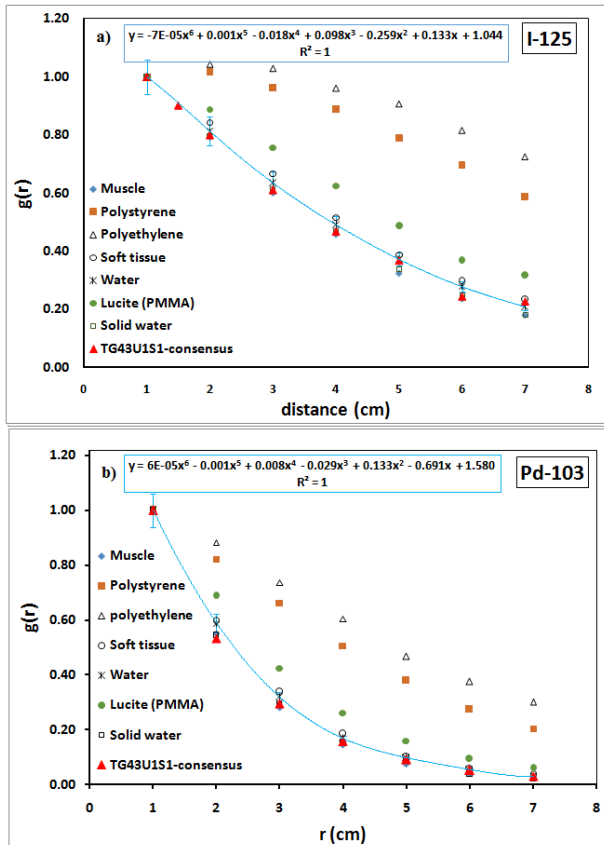 a)
y = -7E-05x⁶ + 0.001x⁵ - 0.018x⁴ + 0.098x³ - 0.259x² + 0.133x + 1.044
R² = 1
I-125
1.20
1.00
0.80
0.60
0.40
0.20
0.00
g(r)
Muscle
Polystyrene
Polyethylene
Soft tissue
Water
Lucite (PMMA)
Solid water
TG43U1S1-consensus
0 1 2 3 4 5 6 7 8
distance (cm)
b)
y = 6E-05x⁶ - 0.001x⁵ + 0.008x⁴ - 0.029x³ + 0.133x² - 0.691x + 1.580
R² = 1
Pd-103
1.20
1.00
0.80
0.60
0.40
0.20
0.00
g(r)
Muscle
Polystyrene
polyethylene
Soft tissue
Water
Lucite (PMMA)
Solid water
TG43U1S1-consensus
0 1 2 3 4 5 6 7 8
r (cm)